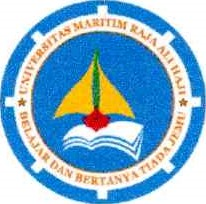 UNIVERSITAS MARITIM RAJA ALI HAJI
BELAJAR DAN BERTANYA TIADA JEMU